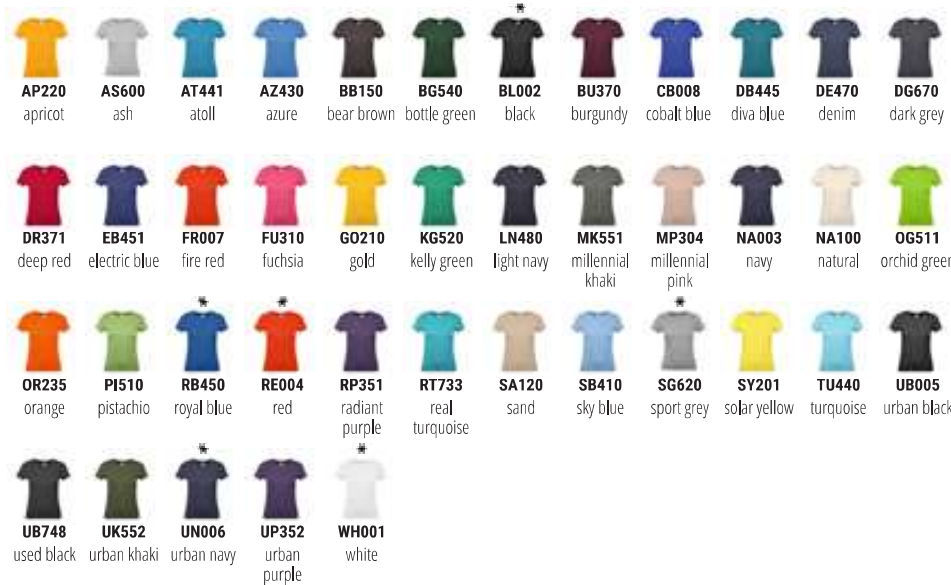 AP220 AS600 AT441 AZ430 BB150 BG540 BL002 BU370 CB008 DB445 DE470 DG670
apricot ash atoll azure bear brown bottle green black burgundy cobalt blue diva blue denim dark grey
DR371 EB451 FR007 FU310 GO210 KG520 LN480 MK551 MP304 NA003 NA100 OG511
deep red electric blue fire red fuchsia gold kelly green light navy millennial millennial navy natural orchid green
khaki pink
OR235 PI510 RB450 RE004 RP351 RT733 SA120 SB410 SG620 SY201 TU440 UB005
orange pistachio royal blue red radiant real sand sky blue sport grey solar yellow turquoise urban black
purple turquoise
UB748 UK552 UN006 UP352 WH001
used black urban khaki urban navy urban white
purple